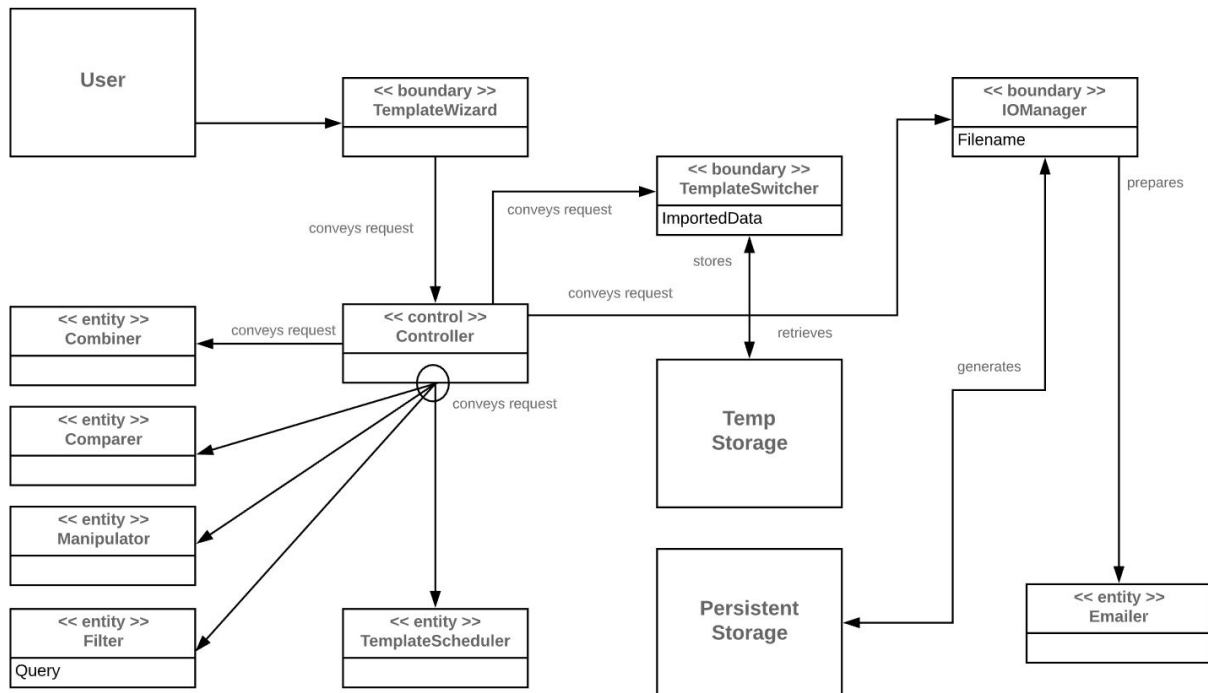 User
<< boundary >>
TemplateWizard
<< boundary >>
IOManager
Filename
<< boundary >>
TemplateSwitcher
ImportedData
prepares
conveys request
conveys request
stores
conveys request
<< entity >>
Combiner
conveys request
<< control >>
Controller
retrieves
generates
conveys request
<< entity >>
Comparer
Temp
Storage
<< entity >>
Manipulator
<< entity >>
Filter
Query
<< entity >>
TemplateScheduler
Persistent
Storage
<< entity >>
Emailer